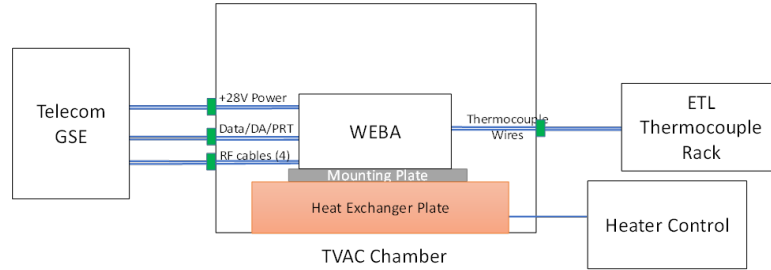 Telecom
GSE
+28V Power
Data/DA/PRT
RF cables (4)
WEBA
Thermocouple
Wires
ETL
Thermocouple
Rack
Mounting Plate
Heat Exchanger Plate
Heater Control
TVAC Chamber